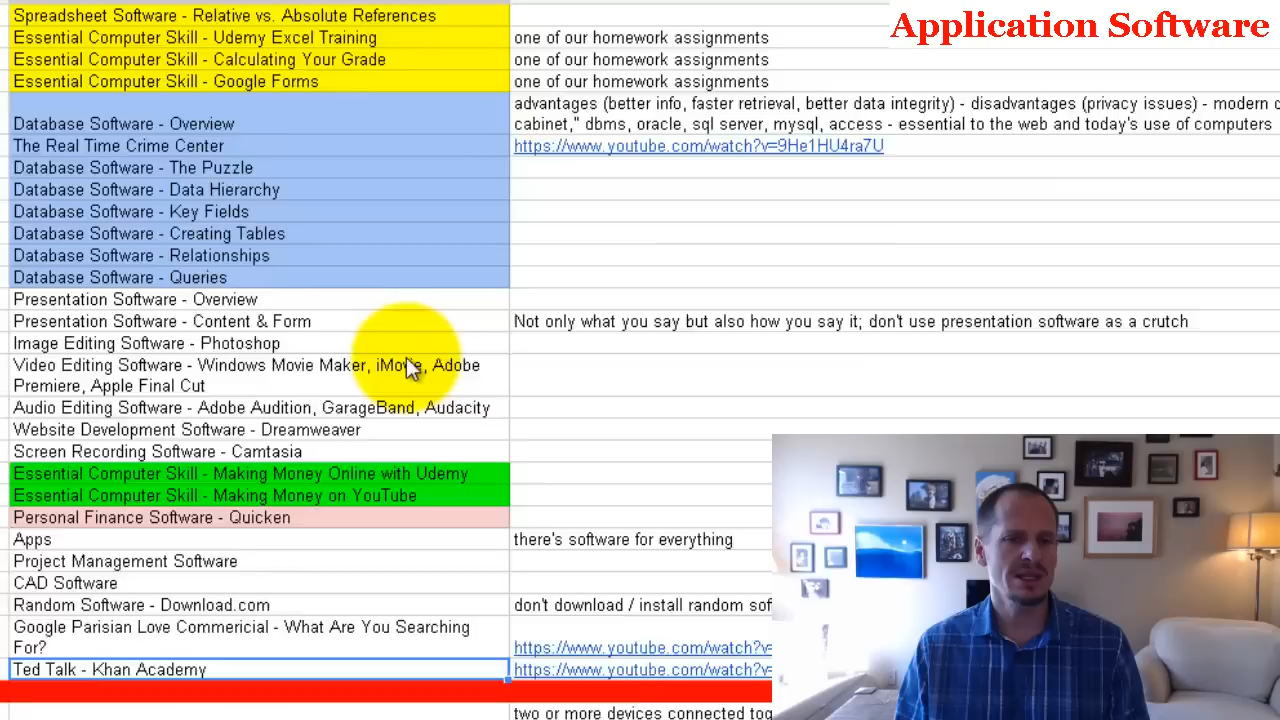 Application Software
Spreadsheet Software - Relative vs. Absolute References
Essential Computer Skill - Udemy Excel Training
one of our homework assignments
Essential Computer Skill - Calculating Your Grade
one of our homework assignments
Essential Computer Skill - Google Forms
one of our homework assignments
advantages (better info, faster retrieval, better data integrity) - disadvantages (privacy issues) - modern
Database Software - Overview
cabinet," dbms, oracle, sql server, mysql, access - essential to the web and today's use of computers
The Real Time Crime Center
https://www.youtube.com/watch?v=9He1HU4ra7U
Database Software - The Puzzle
Database Software - Data Hierarchy
Database Software - Key Fields
Database Software - Creating Tables
Database Software - Relationships
Database Software - Queries
Presentation Software - Overview
Presentation Software - Content & Form
Not only what you say but also how you say it; don't use presentation software as a crutch
Image Editing Software - Photoshop
Video Editing Software - Windows Movie Maker, iMovie, Adobe
Premiere, Apple Final Cut
Audio Editing Software - Adobe Audition, GarageBand, Audacity
Website Development Software - Dreamweaver
Screen Recording Software - Camtasia
Essential Computer Skill - Making Money Online with Udemy
Essential Computer Skill - Making Money on YouTube
Personal Finance Software - Quicken
Apps
there's software for everything
Project Management Software
CAD Software
Random Software - Download.com
don't download / install random
Google Parisian Love Commericial - What Are You Searching
For?
https://www.youtube.com/watch?v=
Ted Talk - Khan Academy
https://www.youtube.com/watch?v=
two or more devices connected